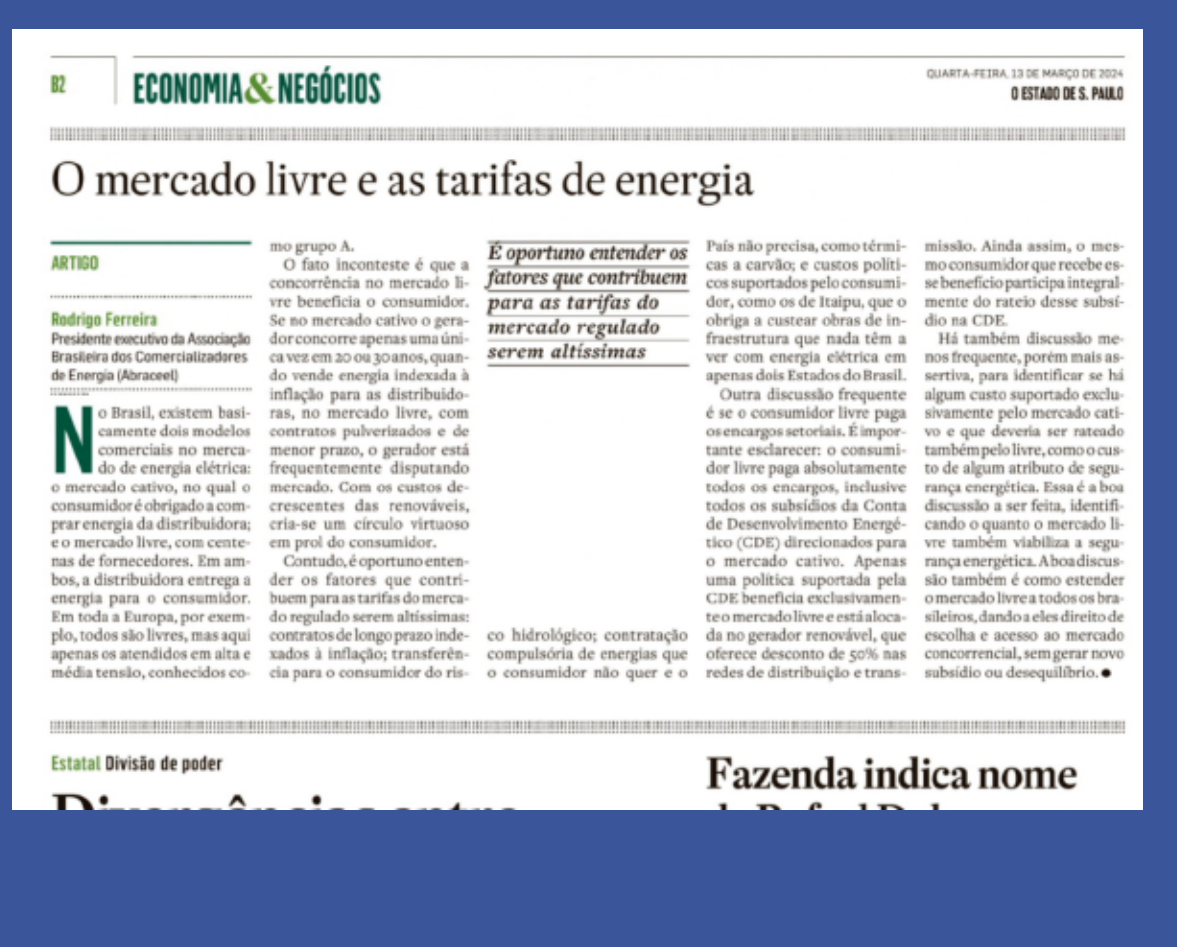 B2
ECONOMIA&NEGÓCIOS
QUARTA-FEIRA, 13 DE MARÇO DE 2024
O ESTADO DE S. PAULO
O mercado livre e as tarifas de energia
ARTIGO
Rodrigo Ferreira
Presidente executivo da Associação
Brasileira dos Comercializadores
de Energia (Abraceel)
No Brasil, existem basi-
camente dois modelos
comerciais no merca-
do de energia elétrica:
o mercado cativo, no qual o
consumidor é obrigado a com-
prar energia da distribuidora;
e o mercado livre, com cente-
nas de fornecedores. Em am-
bos, a distribuidora entrega a
energia para o consumidor.
Em toda a Europa, por exem-
plo, todos são livres, mas aqui
apenas os atendidos em alta e
média tensão, conhecidos co-
mo grupo A.
O fato inconteste é que a
concorrência no mercado li-
vre beneficia o consumidor.
Se no mercado cativo o gera-
dor concorre apenas uma úni-
ca vez em 20 ou 30 anos, quan-
do vende energia indexada à
inflação para as distribuido-
ras, no mercado livre, com
contratos pulverizados e de
menor prazo, o gerador está
frequentemente disputando
mercado. Com os custos de-
crescentes das renováveis,
cria-se um círculo virtuoso
em prol do consumidor.
Contudo, é oportuno enten-
der os fatores que contri-
buem para as tarifas do merca-
do regulado serem altíssimas:
contratos de longo prazo inde-
xados à inflação; transferên-
cia para o consumidor do ris-
É oportuno entender os
fatores que contribuem
para as tarifas do
mercado regulado
serem altíssimas
co hidrológico; contratação
compulsória de energias que
o consumidor não quer e o
País não precisa, como térmi-
cas a carvão; e custos políti-
cos suportados pelo consumi-
dor, como os de Itaipu, que o
obriga a custear obras de in-
fraestrutura que nada têm a
ver com energia elétrica em
apenas dois Estados do Brasil.
Outra discussão frequente
é se o consumidor livre paga
os encargos setoriais. É impor-
tante esclarecer: o consumi-
dor livre paga absolutamente
todos os encargos, inclusive
todos os subsídios da Conta
de Desenvolvimento Energé-
tico (CDE) direcionados para
o mercado cativo. Apenas
uma política suportada pela
CDE beneficia exclusivamen-
te o mercado livre e está aloca-
da no gerador renovável, que
oferece desconto de 50% nas
redes de distribuição e trans-
missão. Ainda assim, o mes-
mo consumidor que recebe es-
se benefício participa integral-
mente do rateio desse subsí-
dio na CDE.
Há também discussão me-
nos frequente, porém mais as-
sertiva, para identificar se há
algum custo suportado exclu-
sivamente pelo mercado cati-
vo e que deveria ser rateado
também pelo livre, como o cus-
to de algum atributo de segu-
rança energética. Essa é a boa
discussão a ser feita, identifi-
cando o quanto o mercado li-
vre também viabiliza a segu-
rança energética. A boa discus-
são também é como estender
o mercado livre a todos os bra-
sileiros, dando a eles direito de
escolha e acesso ao mercado
concorrencial, sem gerar novo
subsídio ou desequilíbrio. ●
Estatal Divisão de poder
Divergências entre
Fazenda indica nome